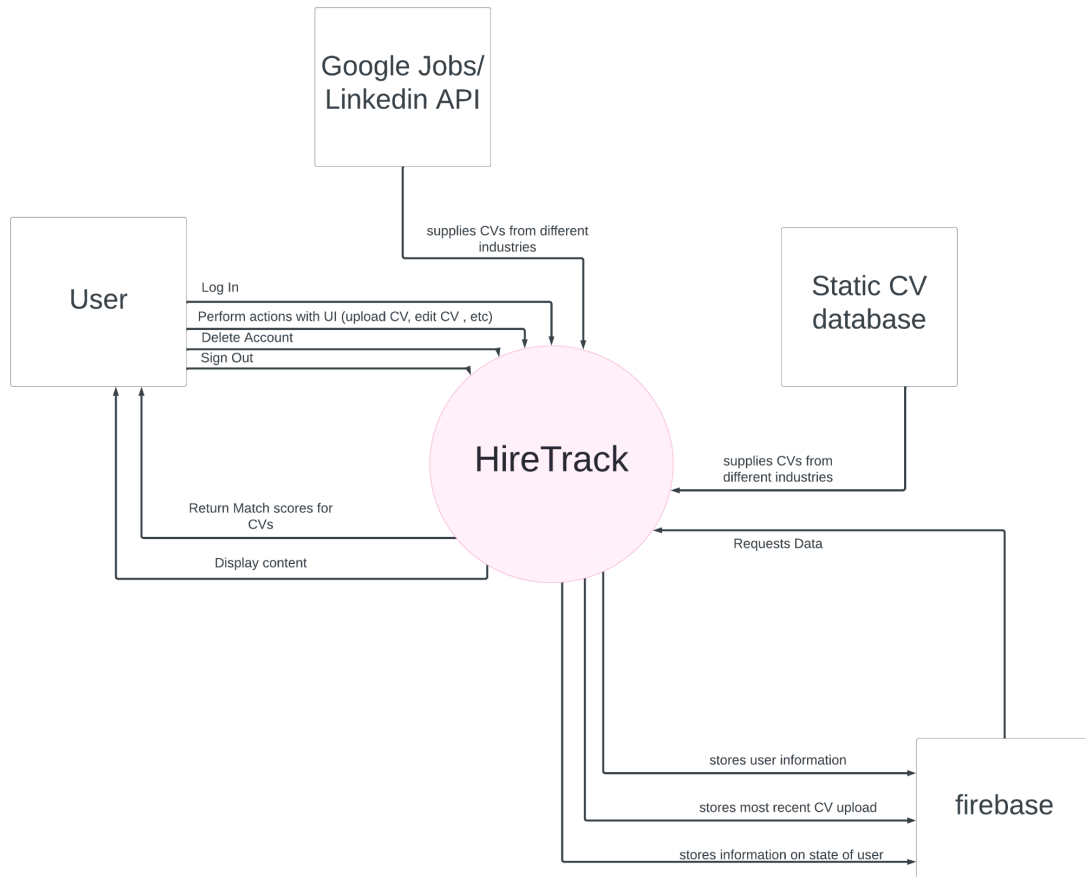 Google Jobs/
Linkedin API
supplies CVs from different
industries
User
Log In
Perform actions with UI (upload CV, edit CV , etc)
Delete Account
Sign Out
Static CV
database
HireTrack
supplies CVs from
different industries
Return Match scores for
CVs
Requests Data
Display content
stores user information
firebase
stores most recent CV upload
stores information on state of user